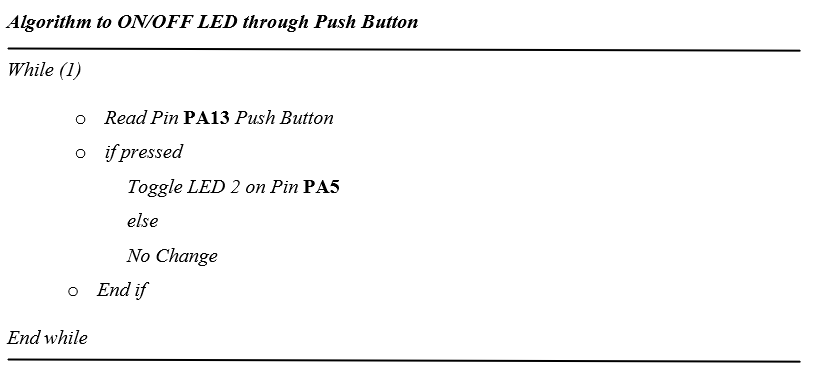 Algorithm to ON/OFF LED through Push Button
While (1)
o Read Pin PA13 Push Button
o if pressed
Toggle LED 2 on Pin PA5
else
No Change
o End if
End while